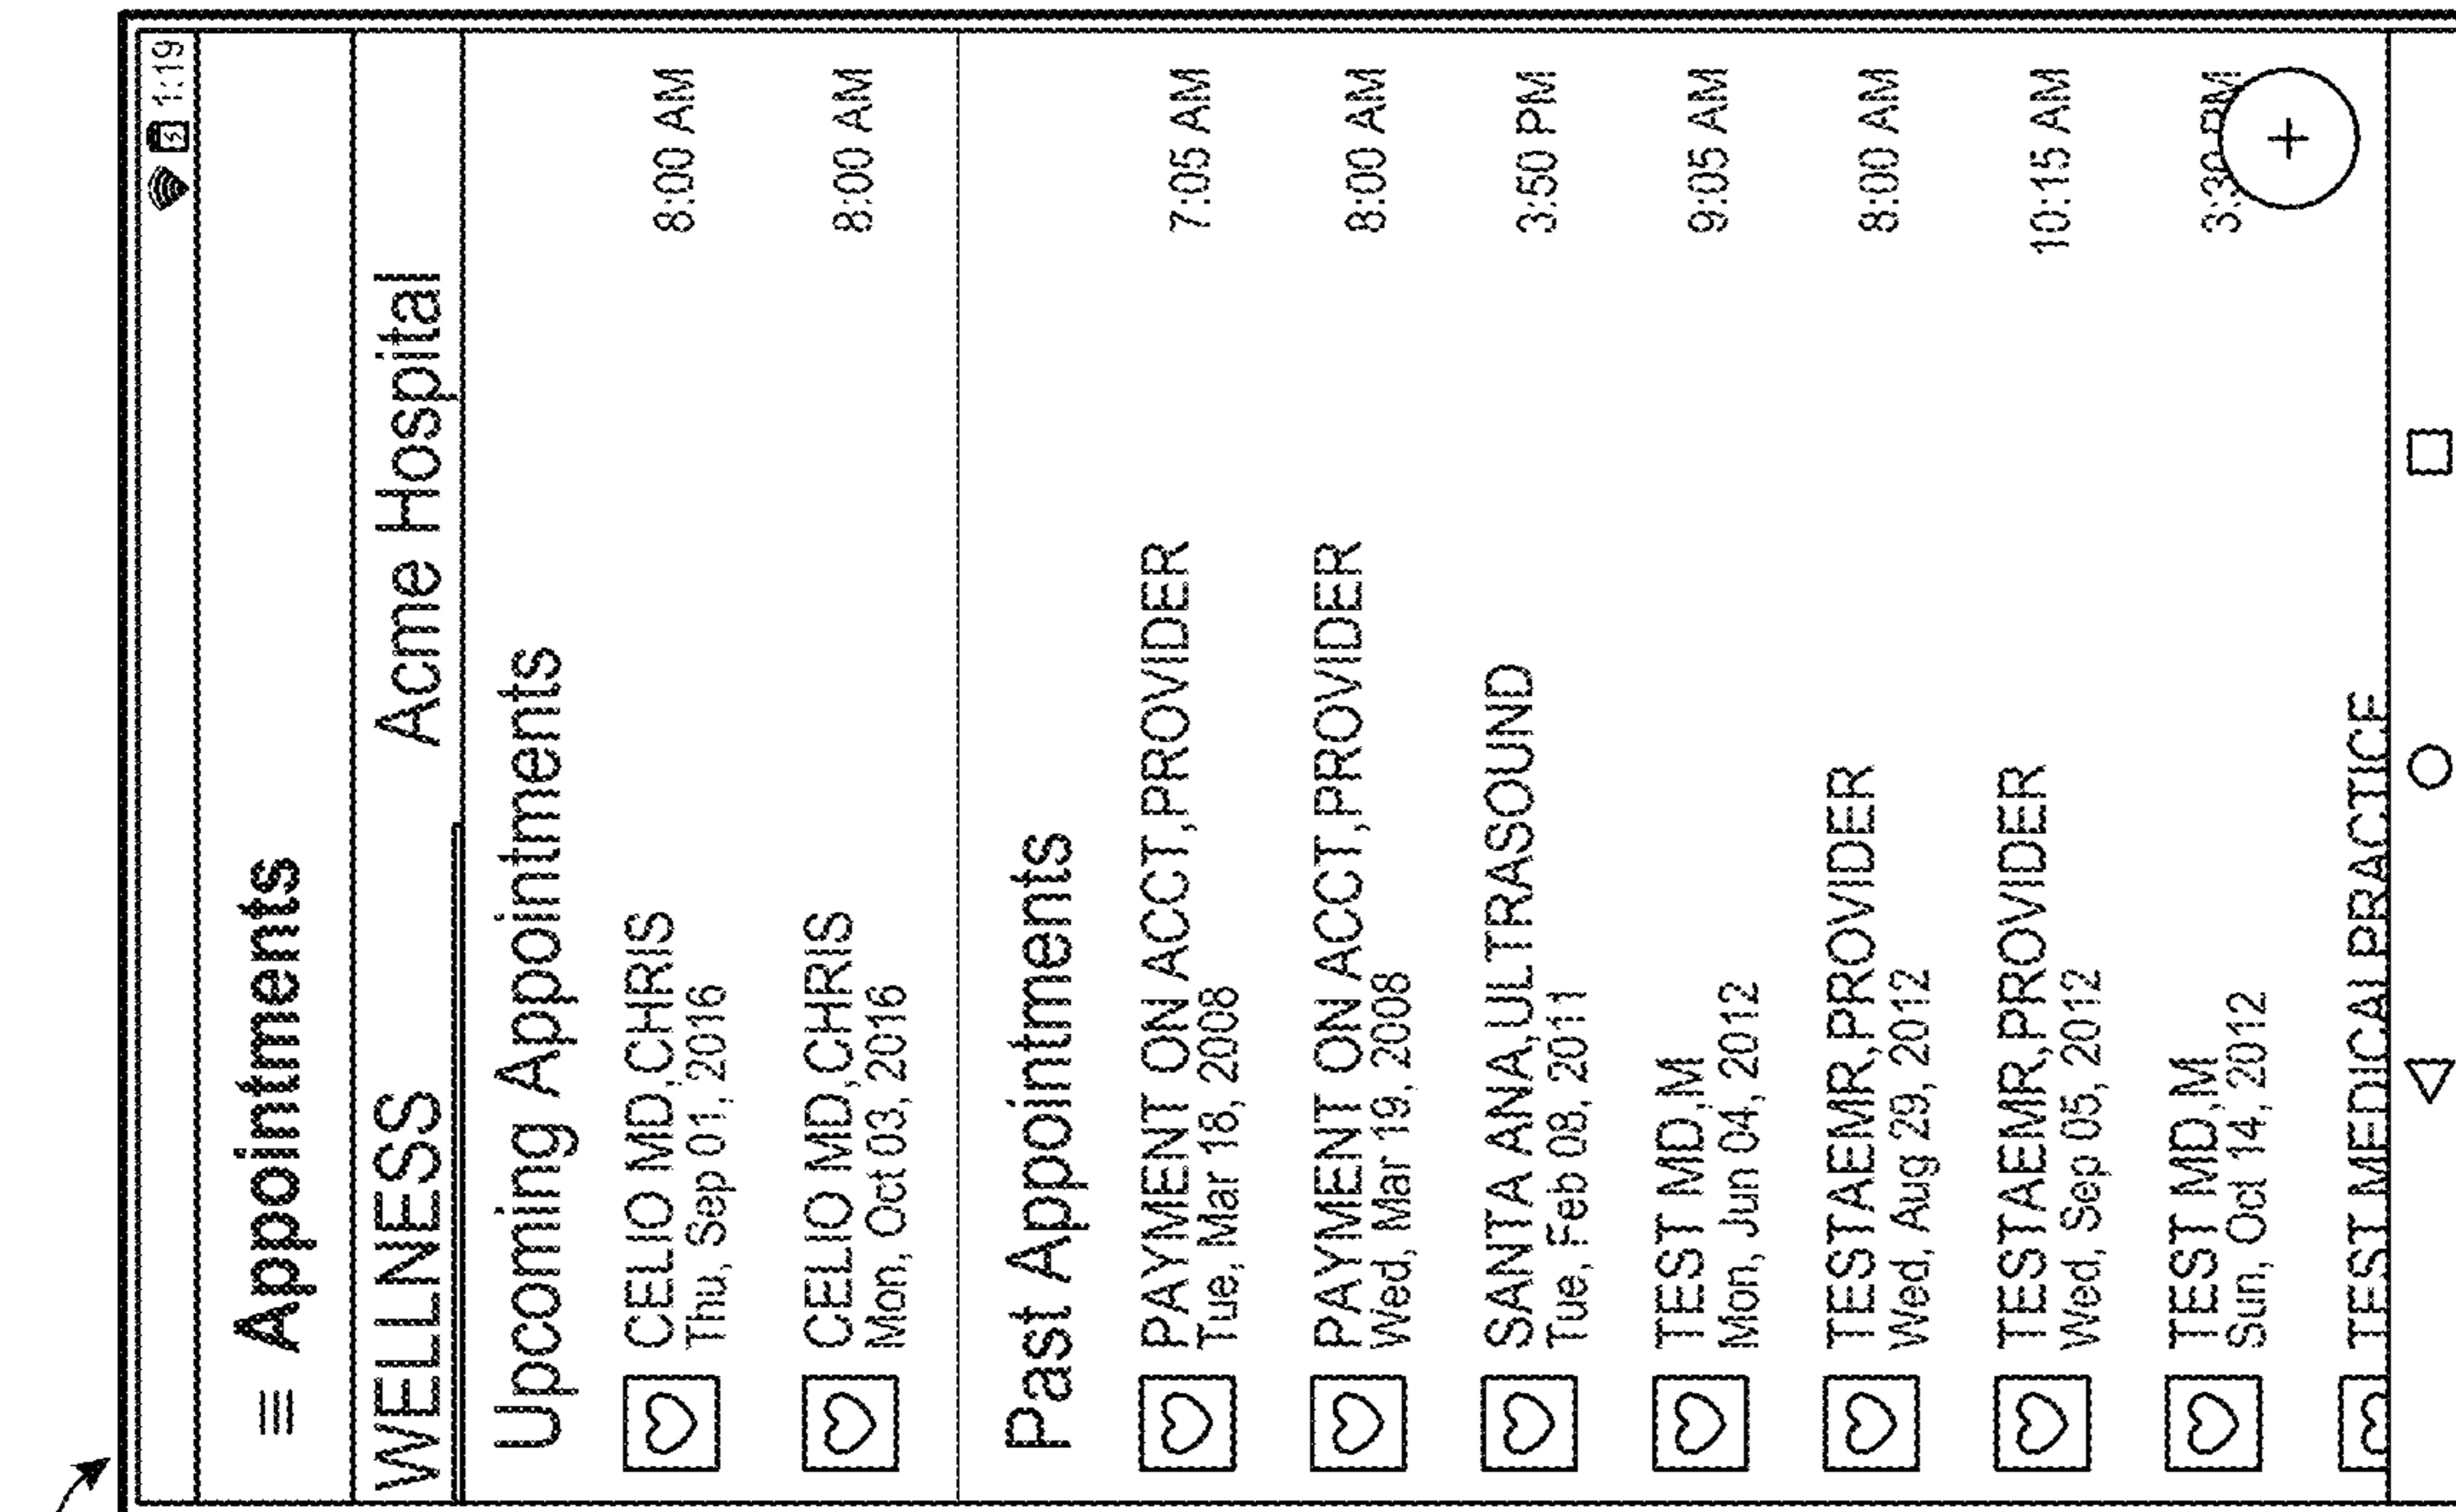 1:19
Appointments
WELLNESS Acme Hospital
Upcoming Appointments
CELIO MD,CHRIS 8:00 AM
Thu, Sep 01, 2016
CELIO MD,CHRIS 8:00 AM
Mon, Oct 03, 2016
Past Appointments
PAYMENT ON ACCT,PROVIDER 7:05 AM
Tue, Mar 18, 2008
PAYMENT ON ACCT,PROVIDER 8:00 AM
Wed, Mar 19, 2008
SANTA ANA,ULTRASOUND 3:50 PM
Tue, Feb 08, 2011
TEST MD,M 9:05 AM
Mon, Jun 04, 2012
TESTAEMR,PROVIDER 8:00 AM
Wed, Aug 29, 2012
TESTAEMR,PROVIDER 10:15 AM
Wed, Sep 05, 2012
TEST MD,M 3:30 PM
Sun, Oct 14, 2012
+
TEST MEDICAL PRACTICE